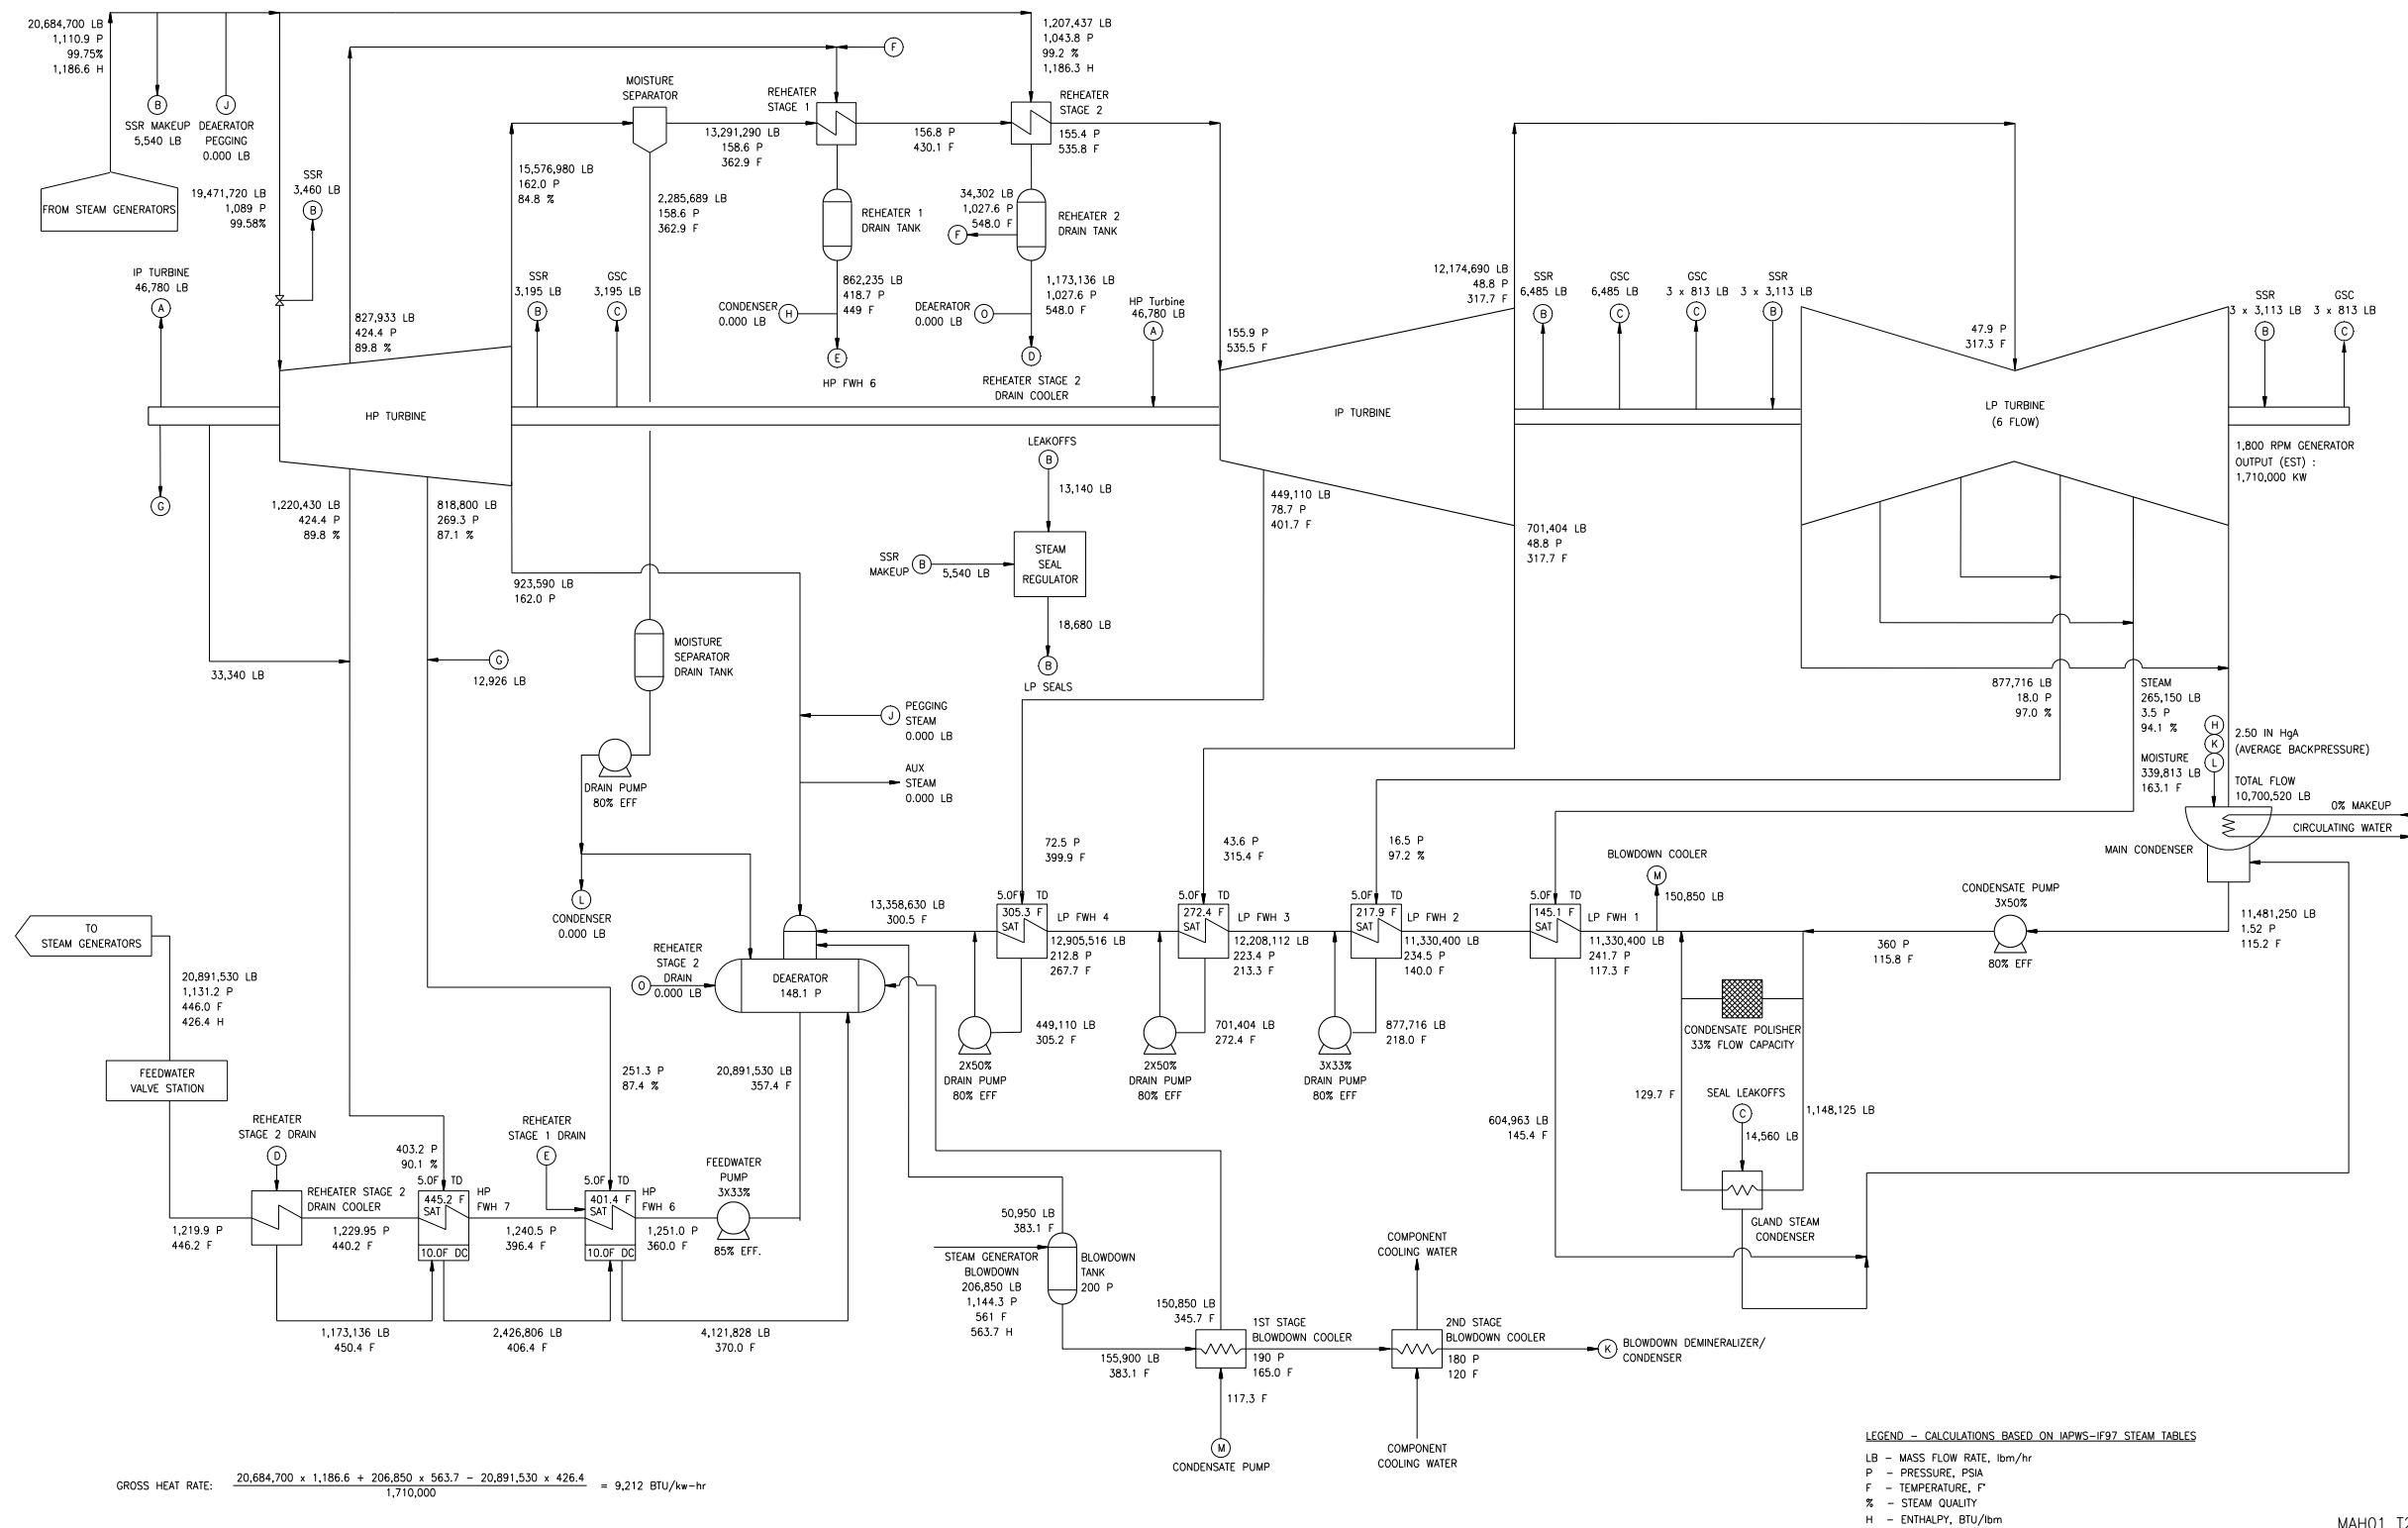 20,684,700 LB
1,110.9 P
99.75%
1,186.6 H
B
SSR MAKEUP
5,540 LB
J
DEAERATOR
PEGGING
0.000 LB
FROM STEAM GENERATORS
19,471,720 LB
1,089 P
99.58%
SSR
3,460 LB
B
IP TURBINE
46,780 LB
A
827,933 LB
424.4 P
89.8 %
F
MOISTURE
SEPARATOR
15,576,980 LB
162.0 P
84.8 %
13,291,290 LB
158.6 P
362.9 F
2,285,689 LB
158.6 P
362.9 F
REHEATER
STAGE 1
156.8 P
430.1 F
1,207,437 LB
1,043.8 P
99.2 %
1,186.3 H
REHEATER
STAGE 2
155.4 P
535.8 F
REHEATER 1
DRAIN TANK
34,302 LB
1,027.6 P
548.0 F
F
REHEATER 2
DRAIN TANK
862,235 LB
418.7 P
449 F
CONDENSER
0.000 LB
H
E
HP FWH 6
1,173,136 LB
1,027.6 P
548.0 F
DEAERATOR
0.000 LB
O
D
REHEATER STAGE 2
DRAIN COOLER
SSR
3,195 LB
B
GSC
3,195 LB
C
HP Turbine
46,780 LB
A
155.9 P
535.5 F
12,174,690 LB
48.8 P
317.7 F
SSR
6,485 LB
B
GSC
6,485 LB
C
GSC
3 x 813 LB
C
SSR
3 x 3,113 LB
B
47.9 P
317.3 F
SSR
3 x 3,113 LB
B
GSC
3 x 813 LB
C
HP TURBINE
IP TURBINE
LP TURBINE
(6 FLOW)
1,800 RPM GENERATOR
OUTPUT (EST) :
1,710,000 KW
G
1,220,430 LB
424.4 P
89.8 %
818,800 LB
269.3 P
87.1 %
LEAKOFFS
B
13,140 LB
STEAM
SEAL
REGULATOR
SSR
MAKEUP
B
5,540 LB
18,680 LB
B
LP SEALS
449,110 LB
78.7 P
401.7 F
701,404 LB
48.8 P
317.7 F
923,590 LB
162.0 P
33,340 LB
G
12,926 LB
MOISTURE
SEPARATOR
DRAIN TANK
J
PEGGING
STEAM
0.000 LB
AUX
STEAM
0.000 LB
DRAIN PUMP
80% EFF
L
CONDENSER
0.000 LB
877,716 LB
18.0 P
97.0 %
STEAM
265,150 LB
3.5 P
94.1 %
MOISTURE
339,813 LB
163.1 F
H
K
L
2.50 IN HgA
(AVERAGE BACKPRESSURE)
TOTAL FLOW
10,700,520 LB
0% MAKEUP
CIRCULATING WATER
MAIN CONDENSER
72.5 P
399.9 F
43.6 P
315.4 F
16.5 P
97.2 %
BLOWDOWN COOLER
M
150,850 LB
CONDENSATE PUMP
3X50%
80% EFF
360 P
115.8 F
11,481,250 LB
1.52 P
115.2 F
TO
STEAM GENERATORS
20,891,530 LB
1,131.2 P
446.0 F
426.4 H
FEEDWATER
VALVE STATION
13,358,630 LB
300.5 F
5.0F TD
305.3 F
SAT
LP FWH 4
12,905,516 LB
212.8 P
267.7 F
5.0F TD
272.4 F
SAT
LP FWH 3
12,208,112 LB
223.4 P
213.3 F
5.0F TD
217.9 F
SAT
LP FWH 2
11,330,400 LB
234.5 P
140.0 F
5.0F TD
145.1 F
SAT
LP FWH 1
11,330,400 LB
241.7 P
117.3 F
REHEATER
STAGE 2
DRAIN
0.000 LB
O
DEAERATOR
148.1 P
449,110 LB
305.2 F
2X50%
DRAIN PUMP
80% EFF
701,404 LB
272.4 F
2X50%
DRAIN PUMP
80% EFF
877,716 LB
218.0 F
3X33%
DRAIN PUMP
80% EFF
CONDENSATE POLISHER
33% FLOW CAPACITY
129.7 F
SEAL LEAKOFFS
C
14,560 LB
1,148,125 LB
GLAND STEAM
CONDENSER
604,963 LB
145.4 F
251.3 P
87.4 %
20,891,530 LB
357.4 F
REHEATER
STAGE 2 DRAIN
D
403.2 P
90.1 %
REHEATER
STAGE 1 DRAIN
E
FEEDWATER
PUMP
3X33%
85% EFF.
REHEATER STAGE 2
DRAIN COOLER
1,219.9 P
446.2 F
1,229.95 P
440.2 F
5.0F TD
445.2 F
SAT
10.0F DC
HP
FWH 7
1,240.5 P
396.4 F
5.0F TD
401.4 F
SAT
10.0F DC
HP
FWH 6
1,251.0 P
360.0 F
1,173,136 LB
450.4 F
2,426,806 LB
406.4 F
4,121,828 LB
370.0 F
50,950 LB
383.1 F
STEAM GENERATOR
BLOWDOWN
206,850 LB
1,144.3 P
561 F
563.7 H
BLOWDOWN
TANK
200 P
155,900 LB
383.1 F
150,850 LB
345.7 F
1ST STAGE
BLOWDOWN COOLER
190 P
165.0 F
117.3 F
M
CONDENSATE PUMP
COMPONENT
COOLING WATER
2ND STAGE
BLOWDOWN COOLER
180 P
120 F
COMPONENT
COOLING WATER
K
BLOWDOWN DEMINERALIZER/
CONDENSER
GROSS HEAT RATE:
20,684,700 x 1,186.6 + 206,850 x 563.7 - 20,891,530 x 426.4
1,710,000
= 9,212 BTU/kw-hr
LEGEND - CALCULATIONS BASED ON IAPWS-IF97 STEAM TABLES
LB - MASS FLOW RATE, lbm/hr
P - PRESSURE, PSIA
F - TEMPERATURE, F°
% - STEAM QUALITY
H - ENTHALPY, BTU/lbm